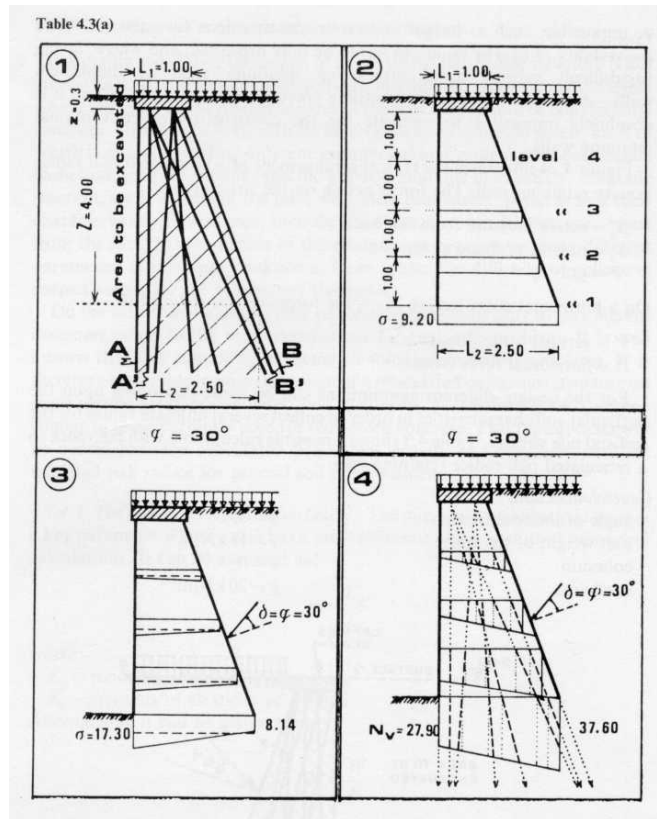 Table 4.3(a)
1
L₁=1.00
z=0.3
Area to be excavated
Z=4.00
A
A'
B
B'
L₂=2.50
φ = 30°
2
L₁=1.00
1.00
level 4
1.00
" 3
1.00
" 2
1.00
" 1
σ=9.20
L₂=2.50
φ = 30°
3
δ=φ=30°
σ=17.30
8.14
4
δ=φ=30°
Nᵥ=27.90
37.60